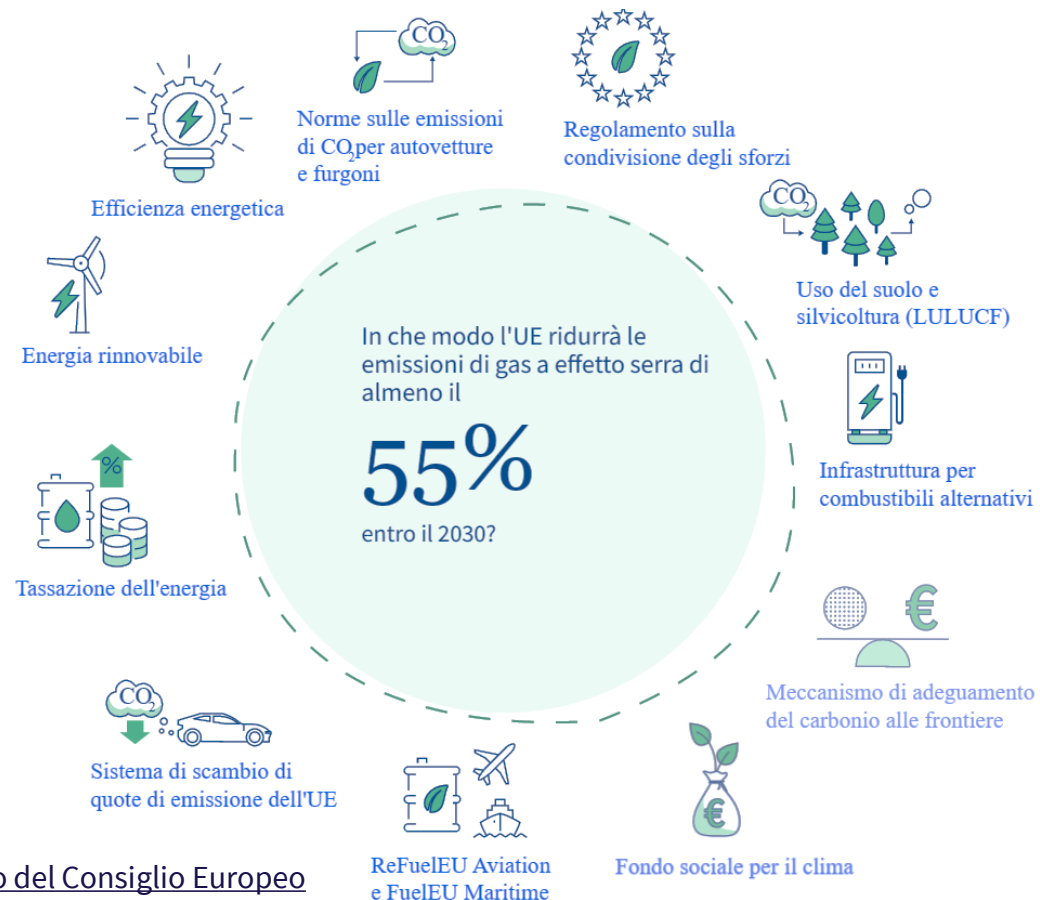 CO2
Norme sulle emissioni
di CO2 per autovetture
e furgoni
Regolamento sulla
condivisione degli sforzi
CO2
Uso del suolo e
silvicoltura (LULUCF)
Infrastruttura per
combustibili alternativi
€
Meccanismo di adeguamento
del carbonio alle frontiere
€
Fondo sociale per il clima
ReFuelEU Aviation
e FuelEU Maritime
CO2
Sistema di scambio di
quote di emissione dell'UE
%
Tassazione dell'energia
Energia rinnovabile
Efficienza energetica
In che modo l'UE ridurrà le
emissioni di gas a effetto serra di
almeno il
55%
entro il 2030?
o del Consiglio Europeo